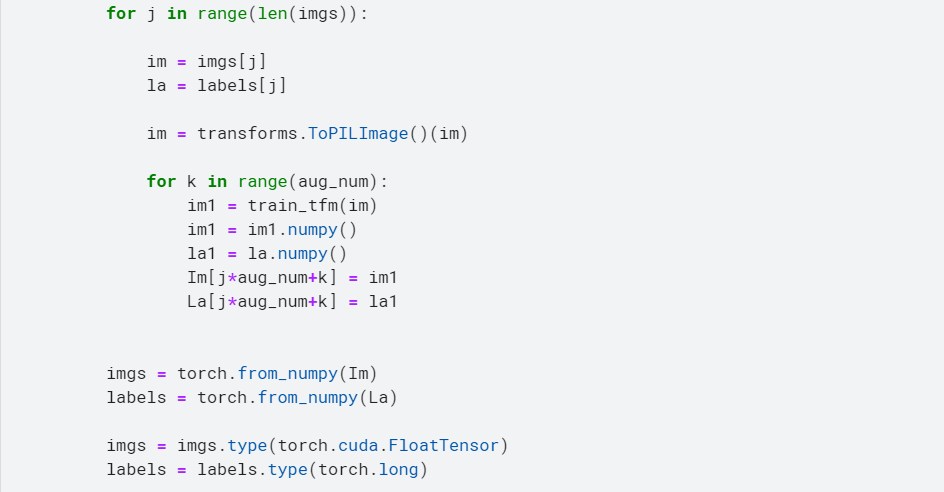 for j in range(len(imgs)):
im = imgs[j]
la = labels[j]
im = transforms.ToPILImage()(im)
for k in range(aug_num):
im1 = train_tfm(im)
im1 = im1.numpy()
la1 = la.numpy()
Im[j*aug_num+k] = im1
La[j*aug_num+k] = la1
imgs = torch.from_numpy(Im)
labels = torch.from_numpy(La)
imgs = imgs.type(torch.cuda.FloatTensor)
labels = labels.type(torch.long)